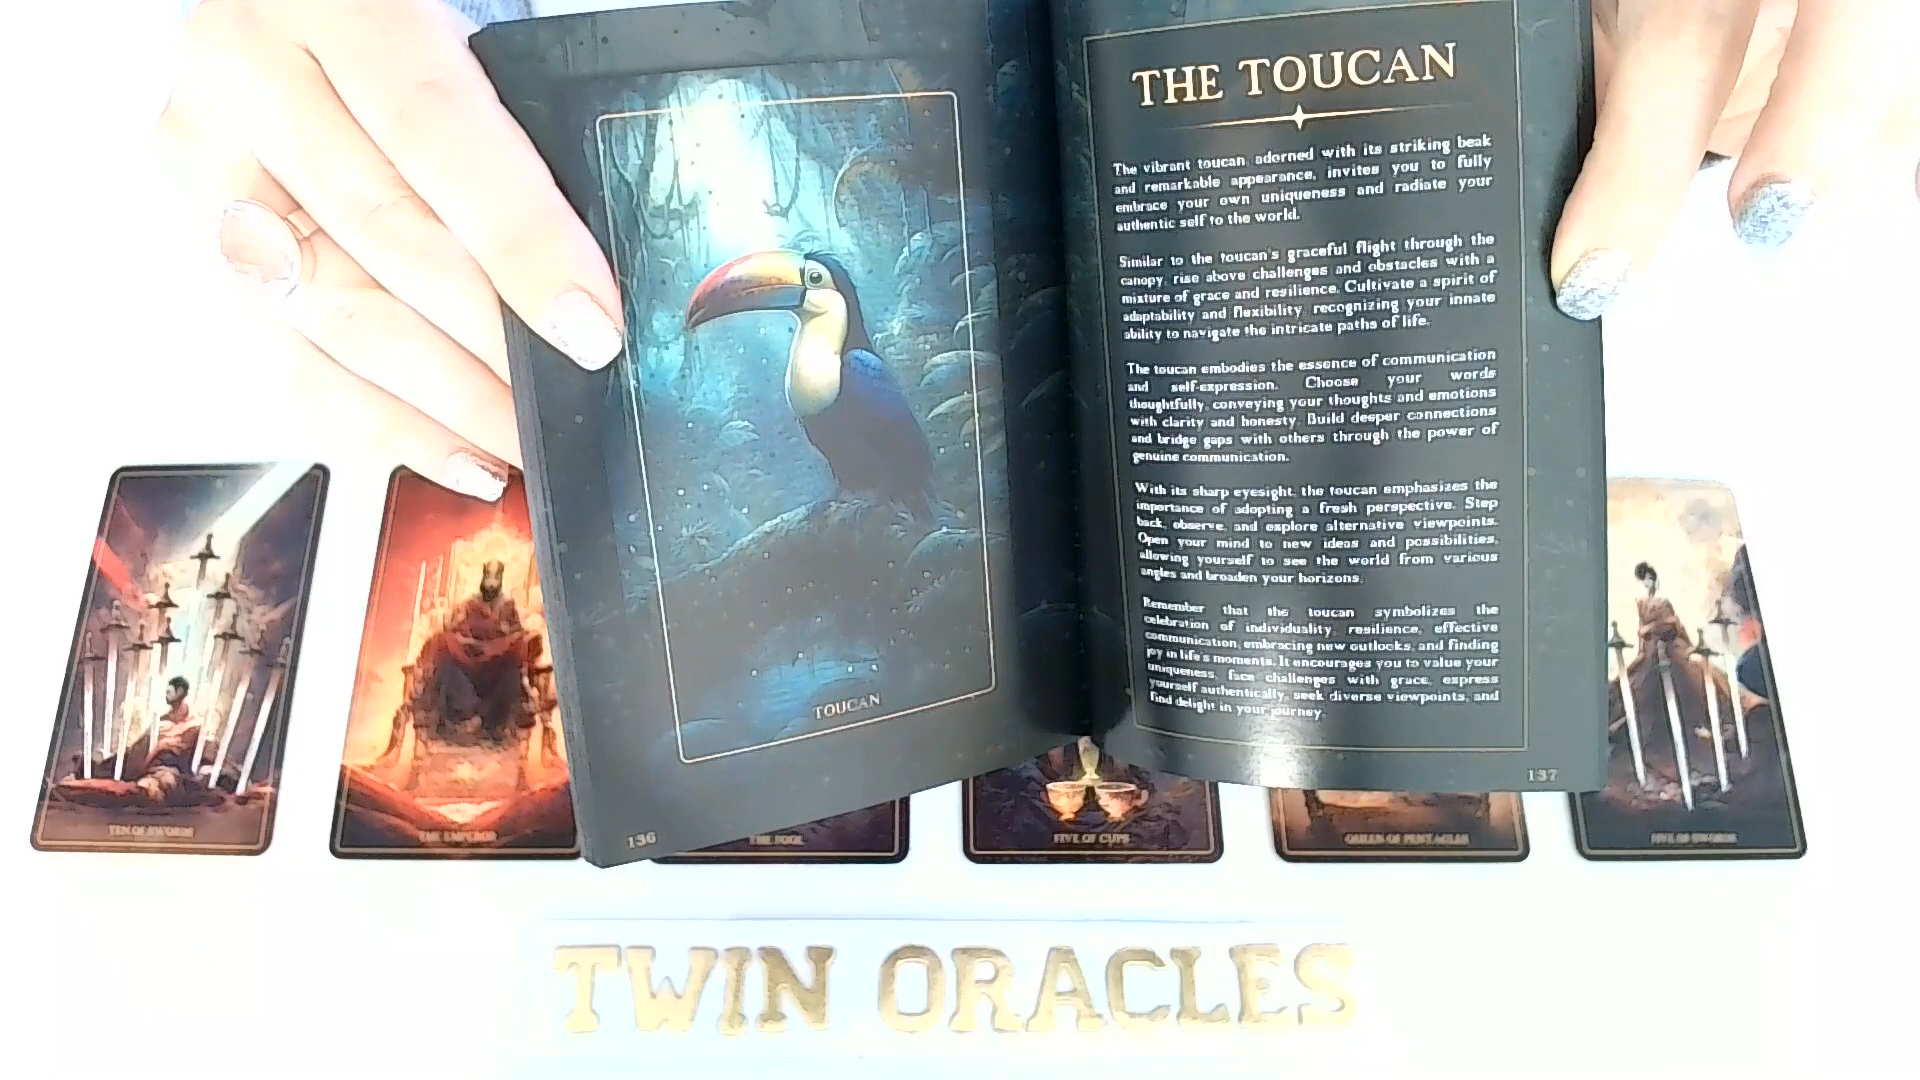 THE TOUCAN
The vibrant toucan, adorned with its striking beak
and remarkable appearance, invites you to fully
embrace your own uniqueness and radiate your
authentic self to the world.
Similar to the toucan's graceful flight through the
canopy, rise above challenges and obstacles with a
mixture of grace and resilience. Cultivate a spirit of
adaptability and flexibility, recognizing your innate
ability to navigate the intricate paths of life.
The toucan embodies the essence of communication
and self-expression. Choose your words
thoughtfully, conveying your thoughts and emotions
with clarity and honesty. Build deeper connections
and bridge gaps with others through the power of
genuine communication.
With its sharp eyesight, the toucan emphasizes the
importance of adopting a fresh perspective. Step
back, observe, and explore alternative viewpoints.
Open your mind to new ideas and possibilities,
allowing yourself to see the world from various
angles and broaden your horizons.
Remember that the toucan symbolizes the
celebration of individuality, resilience, effective
communication, embracing new outlooks, and finding
joy in life's moments. It encourages you to value your
uniqueness, face challenges with grace, express
yourself authentically, seek diverse viewpoints, and
find delight in your journey.
TOUCAN
136
137
TEN OF SWORDS
THE EMPEROR
THE FOOL
FIVE OF CUPS
QUEEN OF PENTACLES
FIVE OF SWORDS
TWIN ORACLES